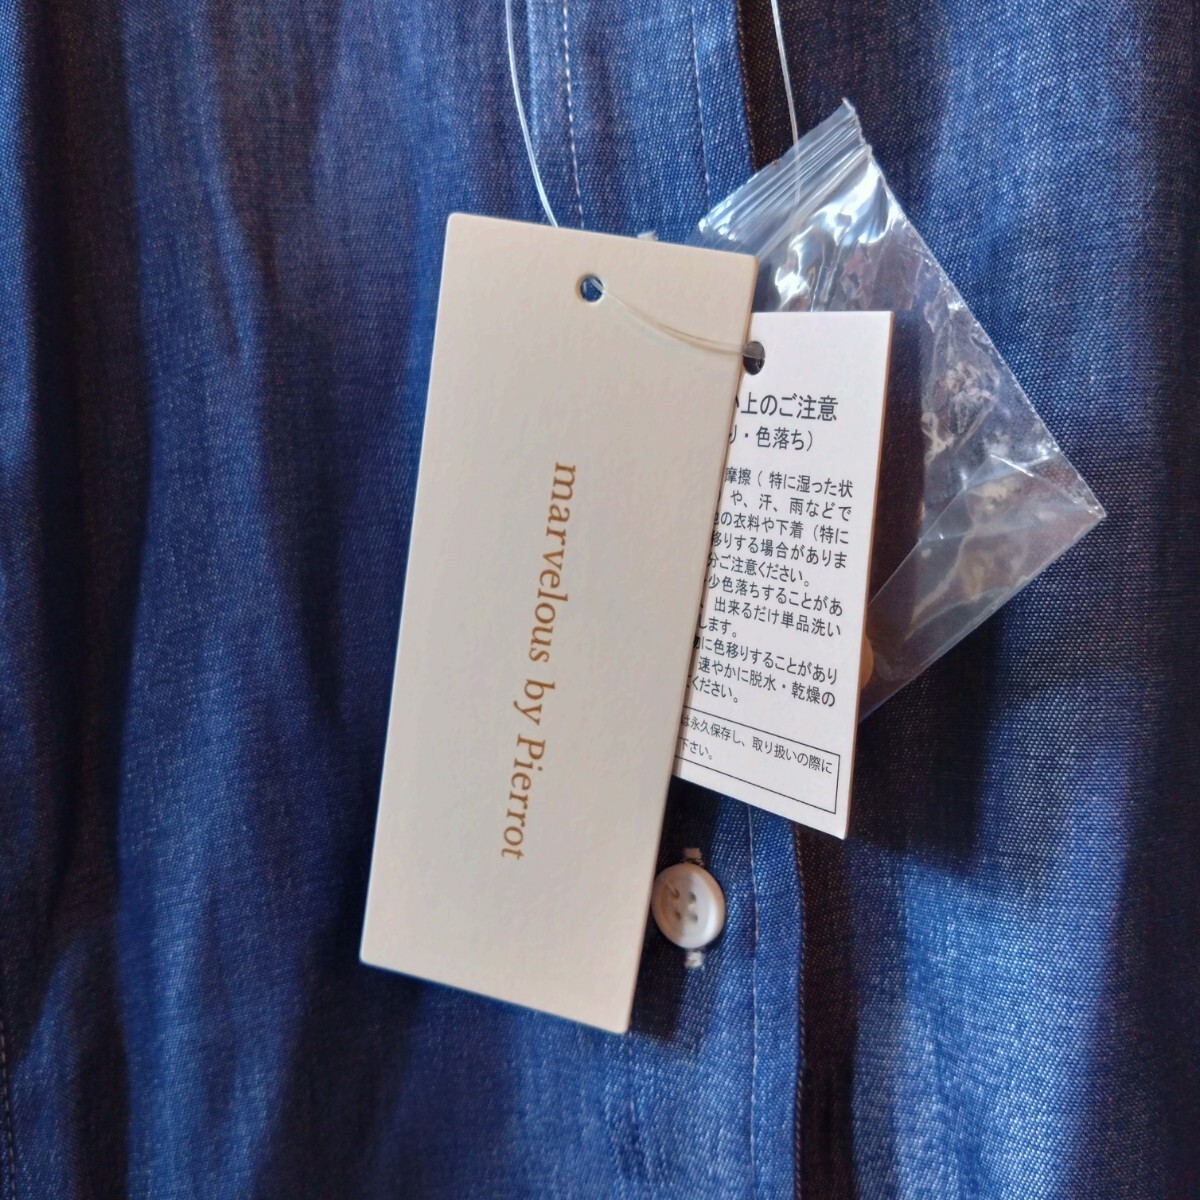 marvelous by Pierrot
上のご注意
り・色落ち）
摩擦（ 特に湿った状
や、汗、雨などで
の衣料や下着（特に
移りする場合がありま
分ご注意ください。
少色落ちすることがあ
、出来るだけ単品洗い
します。
に色移りすることがあり
速やかに脱水・乾燥の
ください。
は永久保存し、取り扱いの際に
下さい。